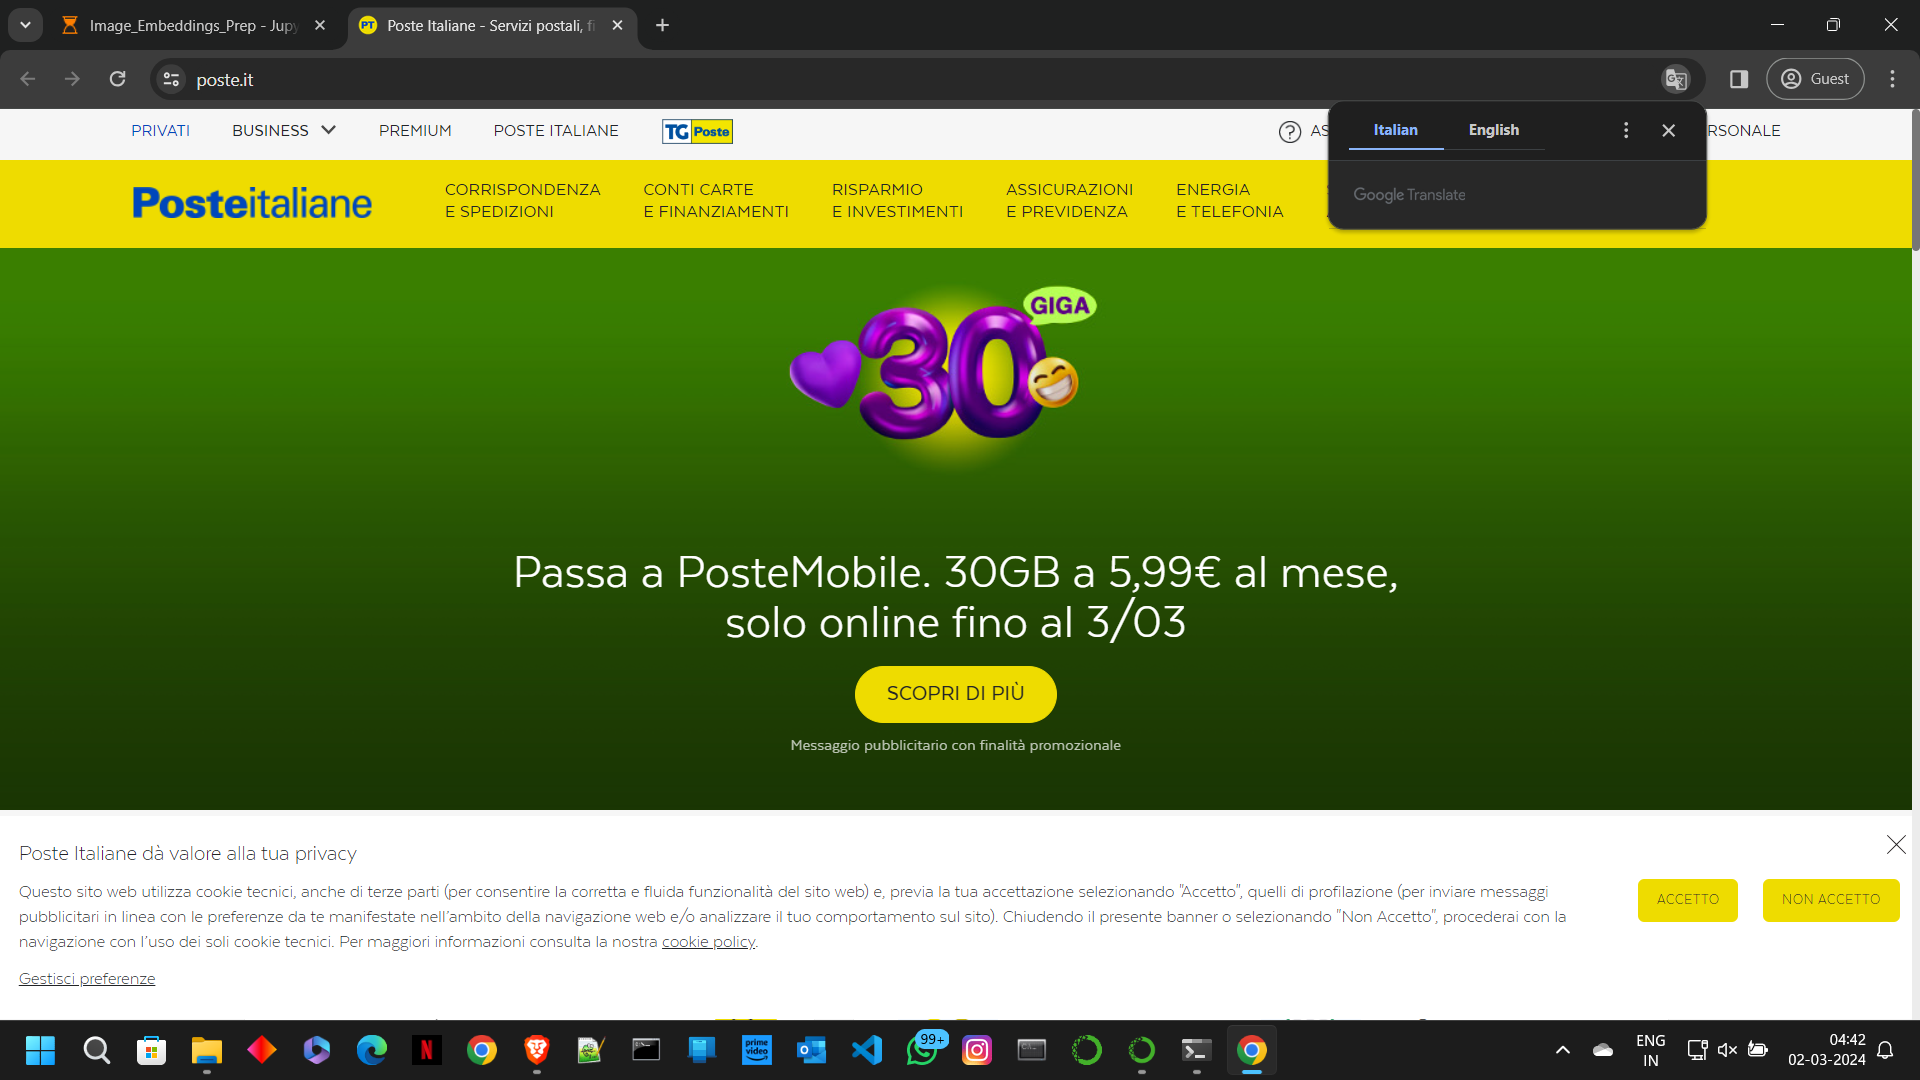 Image_Embeddings_Prep - Jupy
Poste Italiane - Servizi postali, fi
poste.it
Guest
PRIVATI
BUSINESS
PREMIUM
POSTE ITALIANE
TG Poste
AS
RSONALE
Italian
English
Google Translate
Posteitaliane
CORRISPONDENZA
E SPEDIZIONI
CONTI CARTE
E FINANZIAMENTI
RISPARMIO
E INVESTIMENTI
ASSICURAZIONI
E PREVIDENZA
ENERGIA
E TELEFONIA
30
GIGA
Passa a PosteMobile. 30GB a 5,99€ al mese,
solo online fino al 3/03
SCOPRI DI PIÙ
Messaggio pubblicitario con finalità promozionale
Poste Italiane dà valore alla tua privacy
Questo sito web utilizza cookie tecnici, anche di terze parti (per consentire la corretta e fluida funzionalità del sito web) e, previa la tua accettazione selezionando "Accetto", quelli di profilazione (per inviare messaggi
pubblicitari in linea con le preferenze da te manifestate nell'ambito della navigazione web e/o analizzare il tuo comportamento sul sito). Chiudendo il presente banner o selezionando "Non Accetto", procederai con la
navigazione con l'uso dei soli cookie tecnici. Per maggiori informazioni consulta la nostra cookie policy.
Gestisci preferenze
ACCETTO
NON ACCETTO
prime video
99+
ENG
IN
04:42
02-03-2024